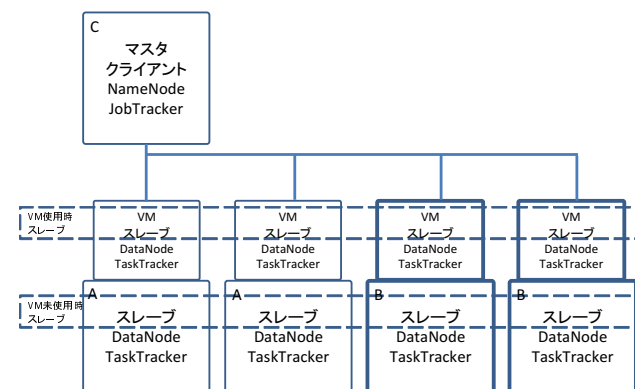 C
マスタ
クライアント
NameNode
JobTracker
VM使用時
スレーブ
VM
スレーブ
DataNode
TaskTracker
VM
スレーブ
DataNode
TaskTracker
VM
スレーブ
DataNode
TaskTracker
VM
スレーブ
DataNode
TaskTracker
VM未使用時
スレーブ
A
スレーブ
DataNode
TaskTracker
A
スレーブ
DataNode
TaskTracker
B
スレーブ
DataNode
TaskTracker
B
スレーブ
DataNode
TaskTracker